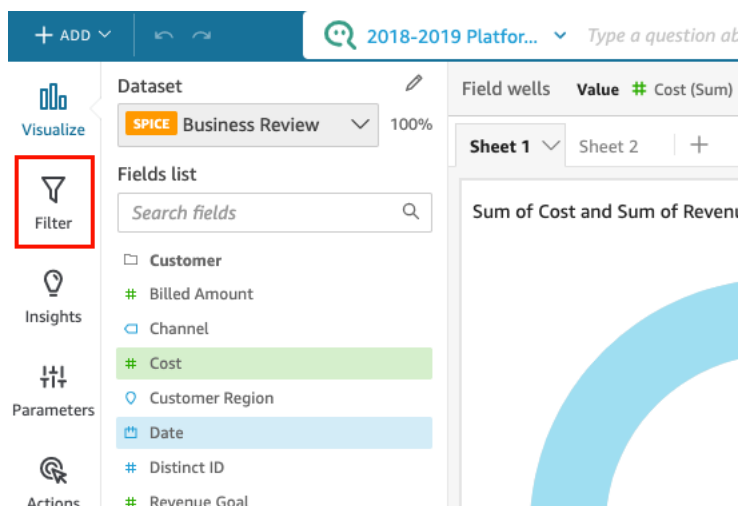 + ADD
2018-2019 Platfor...
Type a question ab
Visualize
Filter
Insights
Parameters
Actions
Dataset
SPICE Business Review
100%
Fields list
Search fields
Customer
# Billed Amount
Channel
# Cost
Customer Region
Date
# Distinct ID
# Revenue Goal
Field wells Value # Cost (Sum)
Sheet 1 Sheet 2 +
Sum of Cost and Sum of Revenu